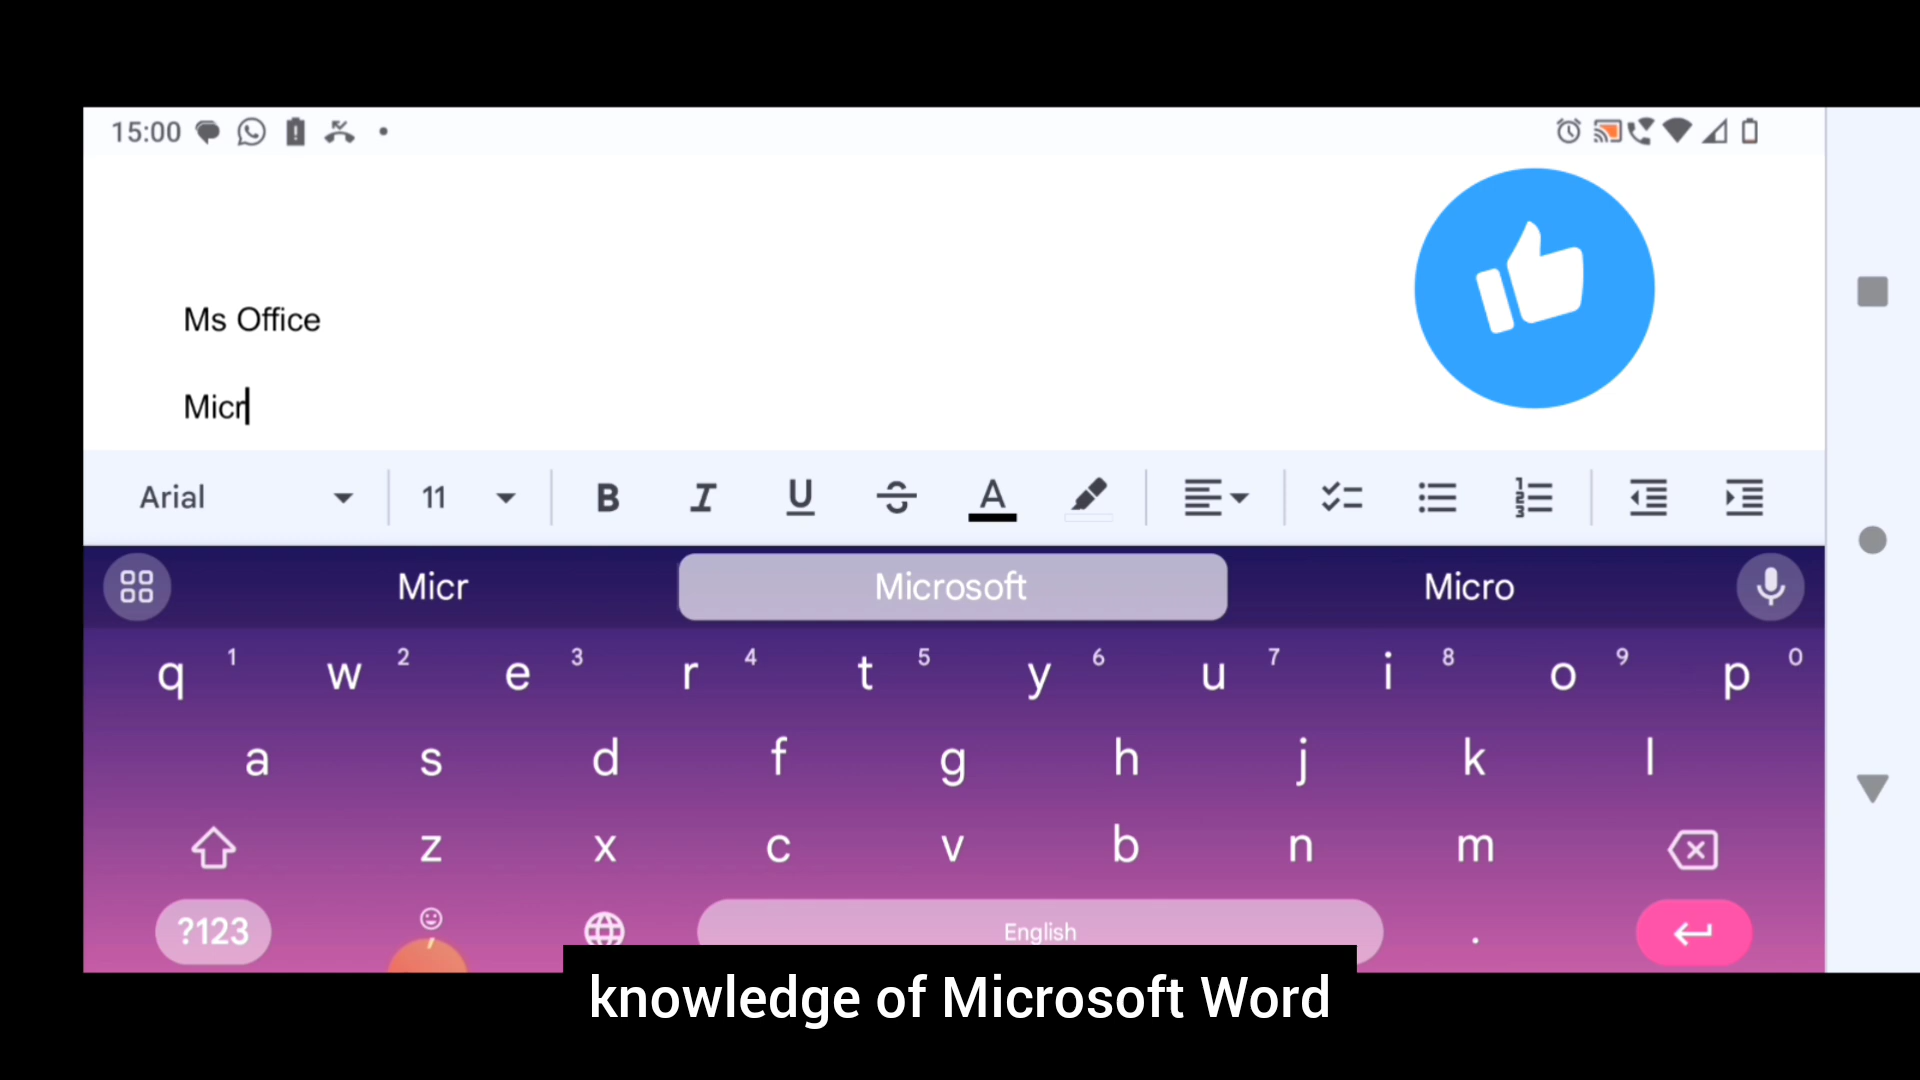 15:00
Ms Office
Micr
Arial 11 B I U S A
Micr Microsoft Micro
q 1 w 2 e 3 r 4 t 5 y 6 u 7 i 8 o 9 p 0
a s d f g h j k l
z x c v b n m
?123 , English .
knowledge of Microsoft Word